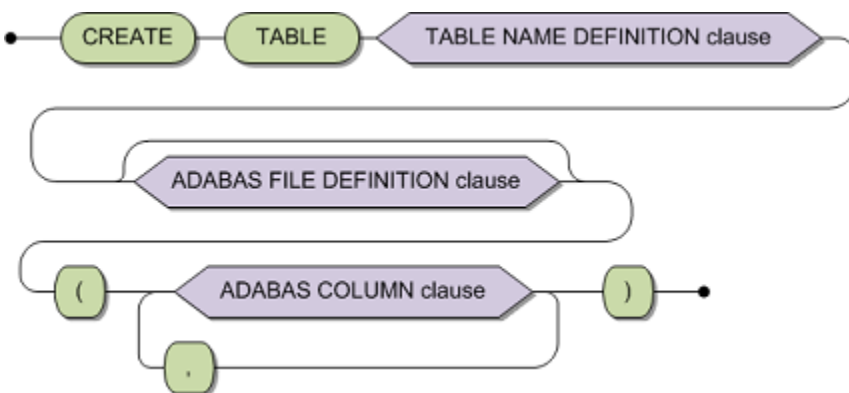 CREATE TABLE TABLE NAME DEFINITION clause
ADABAS FILE DEFINITION clause
( ADABAS COLUMN clause )
,